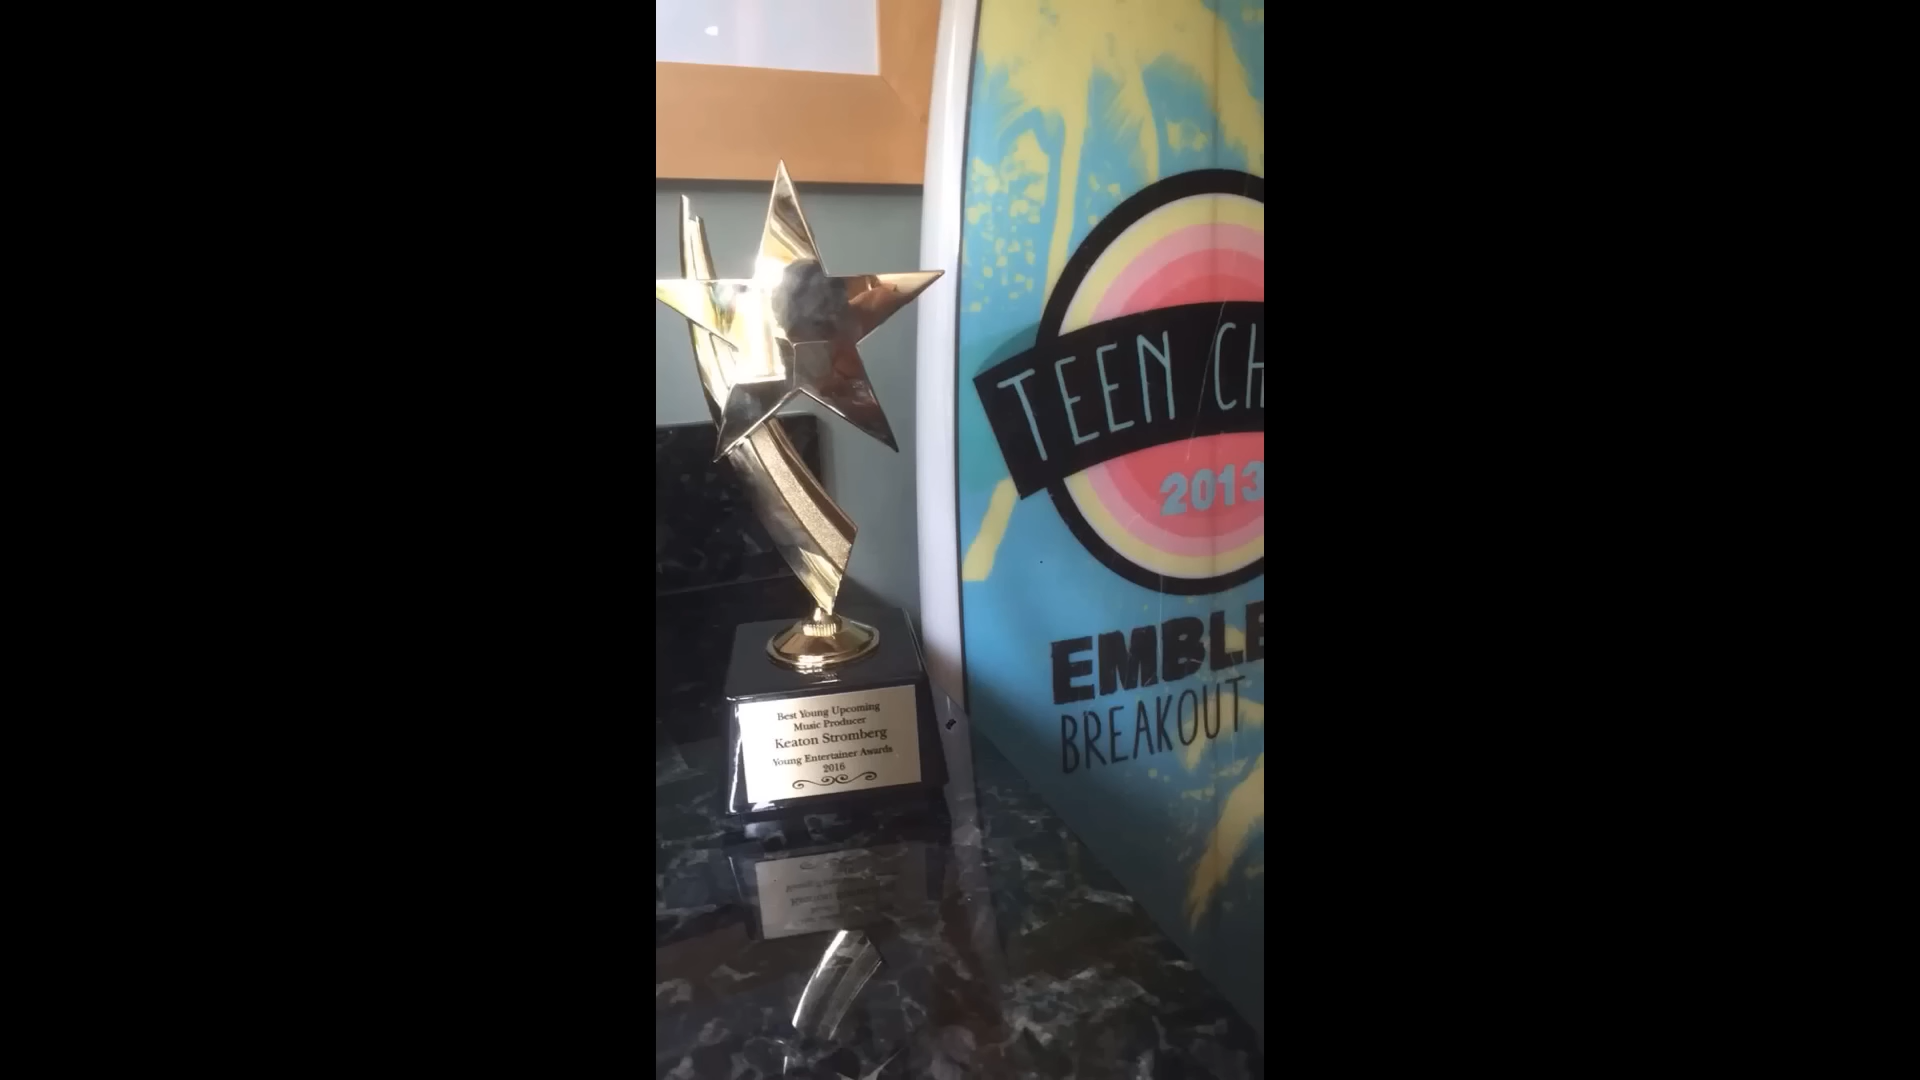 Best Young Upcoming
Music Producer
Keaton Stromberg
Young Entertainer Awards
2016
TEEN CH
2013
EMBLE
BREAKOUT